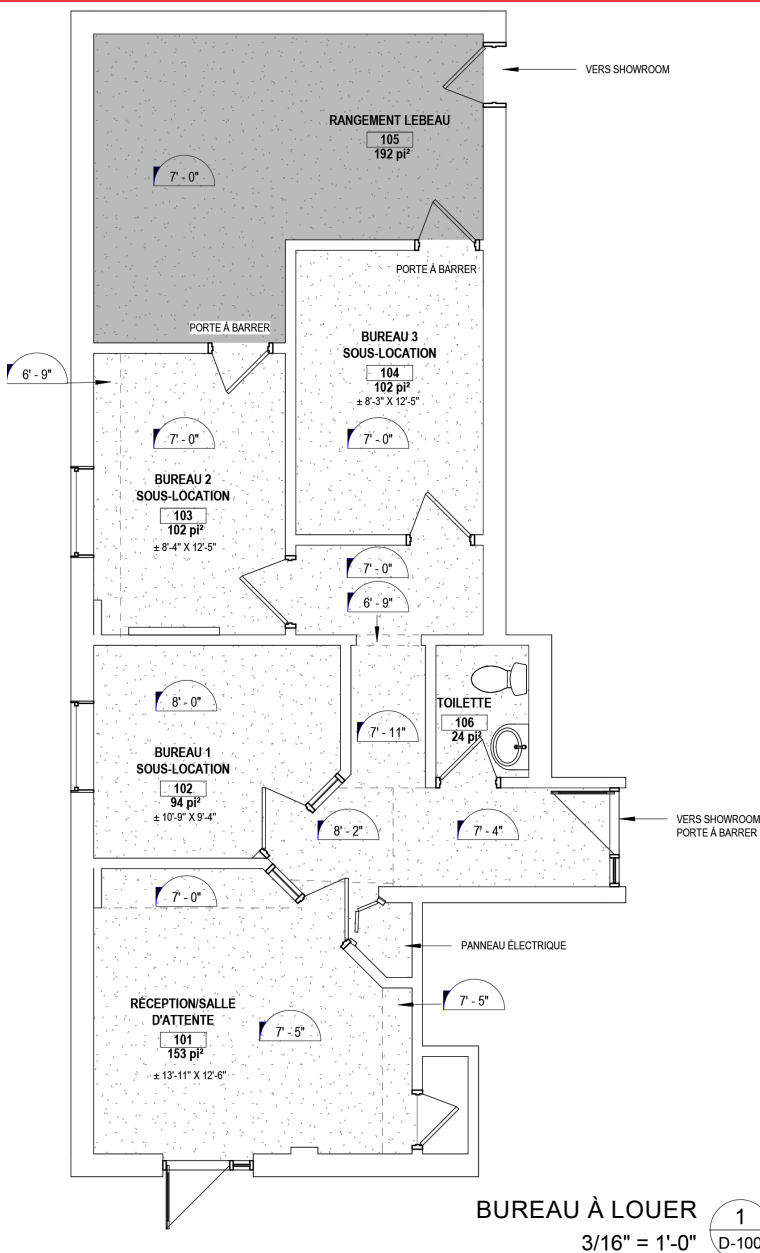 VERS SHOWROOM
RANGEMENT LEBEAU
105
192 pi²
7' - 0"
PORTE À BARRER
PORTE À BARRER
BUREAU 3
SOUS-LOCATION
104
102 pi²
± 8'-3" X 12'-5"
6' - 9"
7' - 0"
7' - 0"
BUREAU 2
SOUS-LOCATION
103
102 pi²
± 8'-4" X 12'-5"
7' - 0"
6' - 9"
8' - 0"
TOILETTE
106
24 pi²
7' - 11"
BUREAU 1
SOUS-LOCATION
102
94 pi²
± 10'-9" X 9'-4"
8' - 2"
7' - 4"
VERS SHOWROOM
PORTE À BARRER
7' - 0"
PANNEAU ÉLECTRIQUE
7' - 5"
RÉCEPTION/SALLE
D'ATTENTE
101
153 pi²
± 13'-11" X 12'-6"
7' - 5"
BUREAU À LOUER
3/16" = 1'-0"
1
D-100